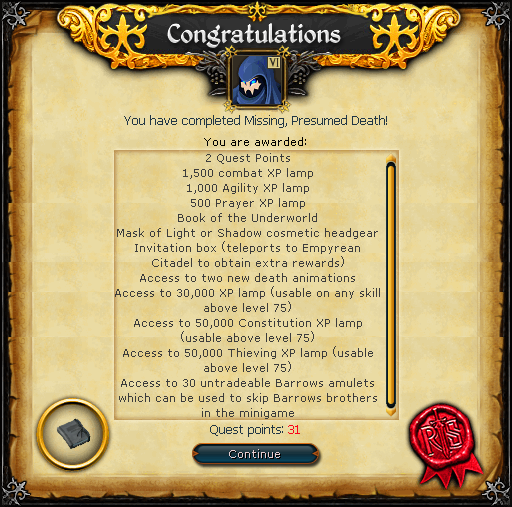 Congratulations
VI
You have completed Missing, Presumed Death!
You are awarded:
2 Quest Points
1,500 combat XP lamp
1,000 Agility XP lamp
500 Prayer XP lamp
Book of the Underworld
Mask of Light or Shadow cosmetic headgear
Invitation box (teleports to Empyrean
Citadel to obtain extra rewards)
Access to two new death animations
Access to 30,000 XP lamp (usable on any skill
above level 75)
Access to 50,000 Constitution XP lamp
(usable above level 75)
Access to 50,000 Thieving XP lamp (usable
above level 75)
Access to 30 untradeable Barrows amulets
which can be used to skip Barrows brothers
in the minigame
Quest points: 31
RS
Continue